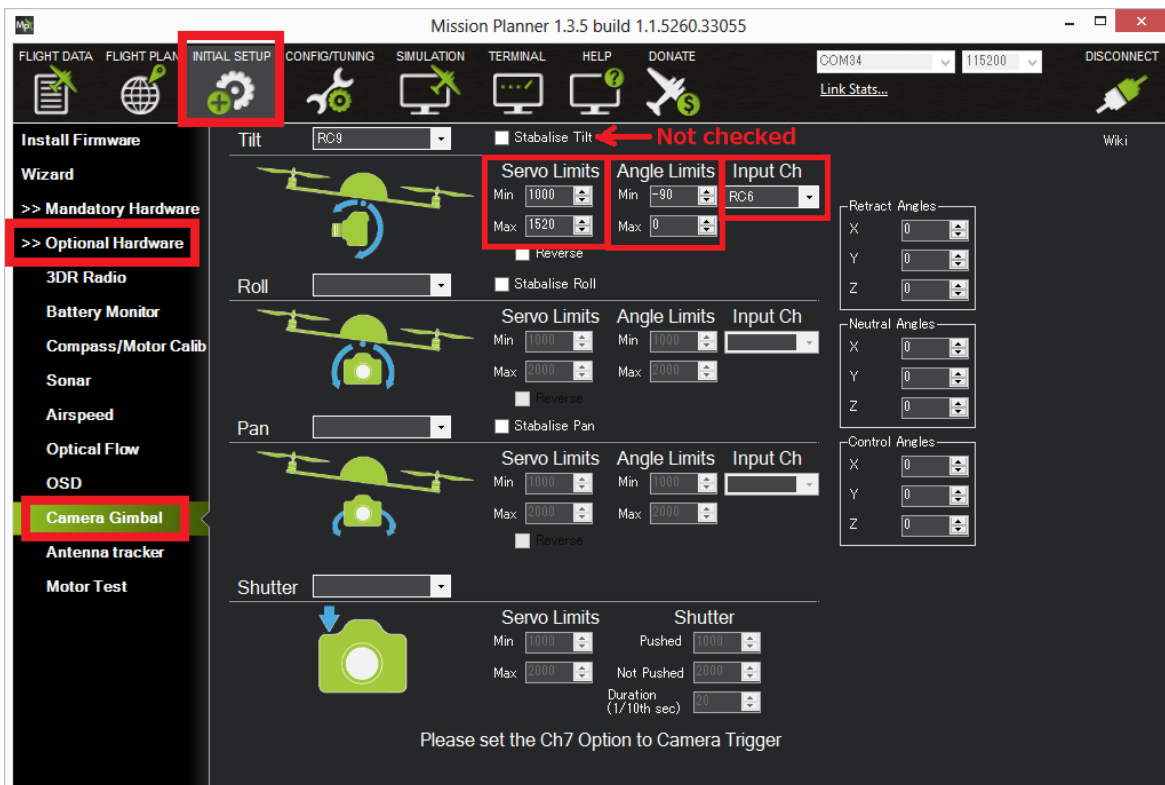 Mp
Mission Planner 1.3.5 build 1.1.5260.33055
FLIGHT DATA FLIGHT PLAN INITIAL SETUP CONFIG/TUNING SIMULATION TERMINAL HELP DONATE COM34 115200 DISCONNECT
Link Stats...
Install Firmware
Wizard
>> Mandatory Hardware
>> Optional Hardware
3DR Radio
Battery Monitor
Compass/Motor Calib
Sonar
Airspeed
Optical Flow
OSD
Camera Gimbal
Antenna tracker
Motor Test
Tilt RC9 Stabalise Tilt Not checked Wiki
Servo Limits Angle Limits Input Ch
Min 1000 Min -90 RC6
Max 1520 Max 0
Reverse
Roll Stabalise Roll
Servo Limits Angle Limits Input Ch
Min 1000 Min 1000
Max 2000 Max 2000
Reverse
Pan Stabalise Pan
Servo Limits Angle Limits Input Ch
Min 1000 Min 1000
Max 2000 Max 2000
Reverse
Shutter
Servo Limits Shutter
Min 1000 Pushed 1000
Max 2000 Not Pushed 2000
Duration
(1/10th sec) 20
Please set the Ch7 Option to Camera Trigger
Retract Angles
X 0
Y 0
Z 0
Neutral Angles
X 0
Y 0
Z 0
Control Angles
X 0
Y 0
Z 0